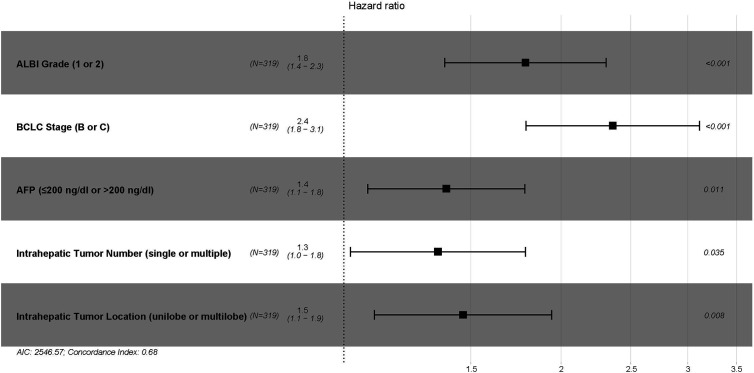 Hazard ratio
ALBI Grade (1 or 2) (N=319) 1.8 (1.4 − 2.3) <0.001
BCLC Stage (B or C) (N=319) 2.4 (1.8 − 3.1) <0.001
AFP (≤200 ng/dl or >200 ng/dl) (N=319) 1.4 (1.1 − 1.8) 0.011
Intrahepatic Tumor Number (single or multiple) (N=319) 1.3 (1.0 − 1.8) 0.035
Intrahepatic Tumor Location (unilobe or multilobe) (N=319) 1.5 (1.1 − 1.9) 0.008
AIC: 2546.57; Concordance Index: 0.68
1.5 2 2.5 3 3.5